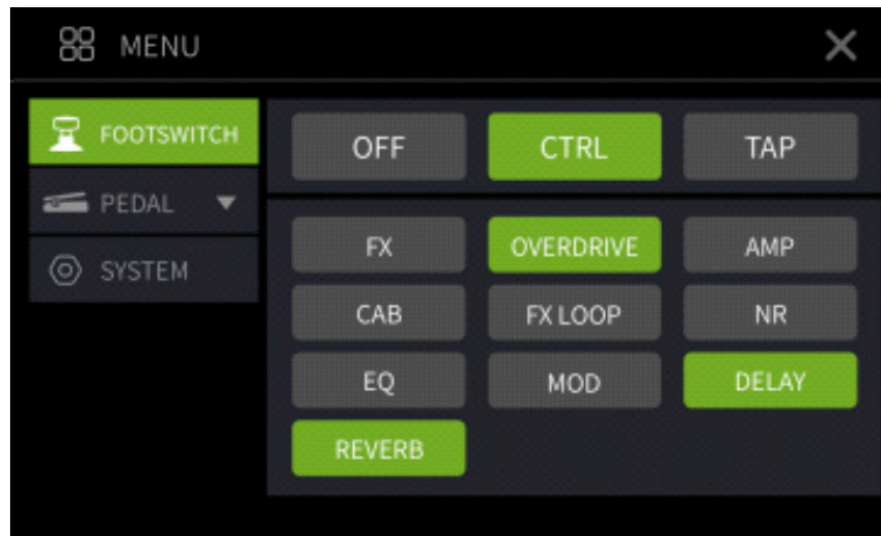 MENU
FOOTSWITCH
PEDAL
SYSTEM
OFF CTRL TAP
FX OVERDRIVE AMP
CAB FX LOOP NR
EQ MOD DELAY
REVERB